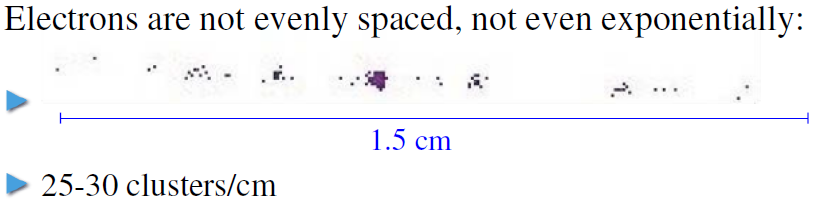 Electrons are not evenly spaced, not even exponentially:
1.5 cm
25-30 clusters/cm